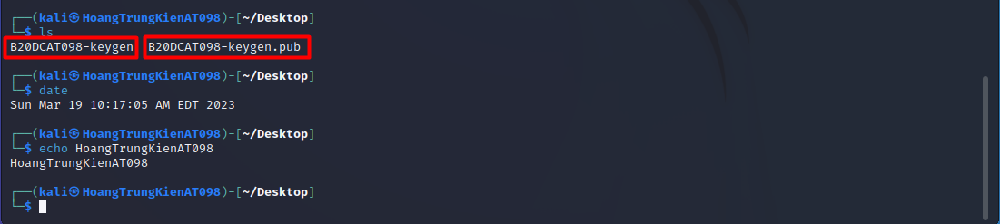 ┌──(kali㉿HoangTrungKienAT098)-[~/Desktop]
└─$ ls
B20DCAT098-keygen  B20DCAT098-keygen.pub
┌──(kali㉿HoangTrungKienAT098)-[~/Desktop]
└─$ date
Sun Mar 19 10:17:05 AM EDT 2023
┌──(kali㉿HoangTrungKienAT098)-[~/Desktop]
└─$ echo HoangTrungKienAT098
HoangTrungKienAT098
┌──(kali㉿HoangTrungKienAT098)-[~/Desktop]
└─$